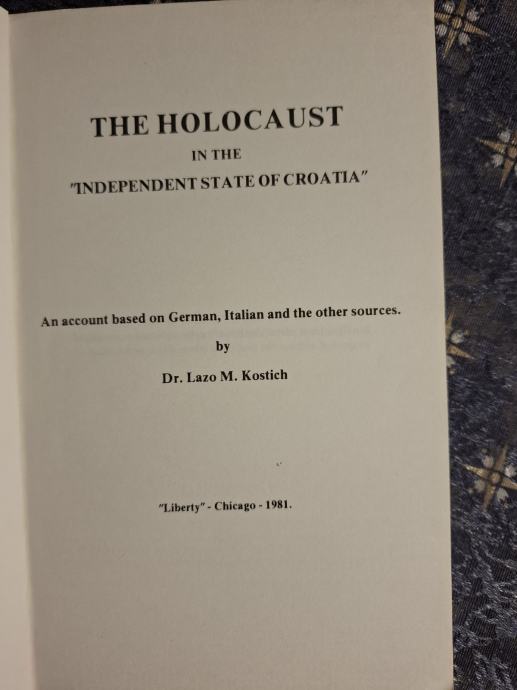 THE HOLOCAUST
IN THE
"INDEPENDENT STATE OF CROATIA"
An account based on German, Italian and the other sources.
by
Dr. Lazo M. Kostich
"Liberty" - Chicago - 1981.